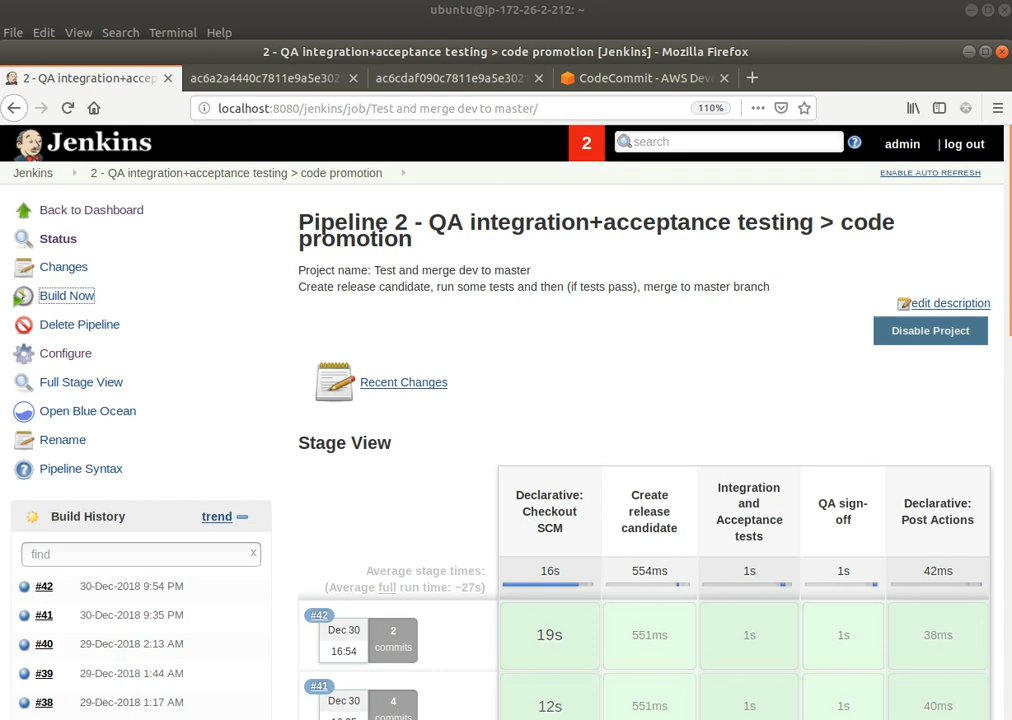 ubuntu@ip-172-26-2-212: ~
File Edit View Search Terminal Help
2 - QA integration+acceptance testing > code promotion [Jenkins] - Mozilla Firefox
2 - QA integration+accep
ac6a2a4440c7811e9a5e302
ac6cdaf090c7811e9a5e302
CodeCommit - AWS Deve
localhost:8080/jenkins/job/Test and merge dev to master/
110%
Jenkins
2
search
admin
| log out
Jenkins
2 - QA integration+acceptance testing > code promotion
ENABLE AUTO REFRESH
Back to Dashboard
Status
Changes
Build Now
Delete Pipeline
Configure
Full Stage View
Open Blue Ocean
Rename
Pipeline Syntax
Build History
trend
find
x
#42 30-Dec-2018 9:54 PM
#41 30-Dec-2018 9:35 PM
#40 29-Dec-2018 2:13 AM
#39 29-Dec-2018 1:44 AM
#38 29-Dec-2018 1:17 AM
Pipeline 2 - QA integration+acceptance testing > code
promotion
Project name: Test and merge dev to master
Create release candidate, run some tests and then (if tests pass), merge to master branch
edit description
Disable Project
Recent Changes
Stage View
Declarative:
Checkout
SCM
Create
release
candidate
Integration
and
Acceptance
tests
QA sign-
off
Declarative:
Post Actions
Average stage times:
(Average full run time: ~27s)
16s 554ms 1s 1s 42ms
#42
Dec 30
16:54
2
commits
19s 551ms 1s 1s 38ms
#41
Dec 30
4
commits
12s 551ms 1s 1s 40ms